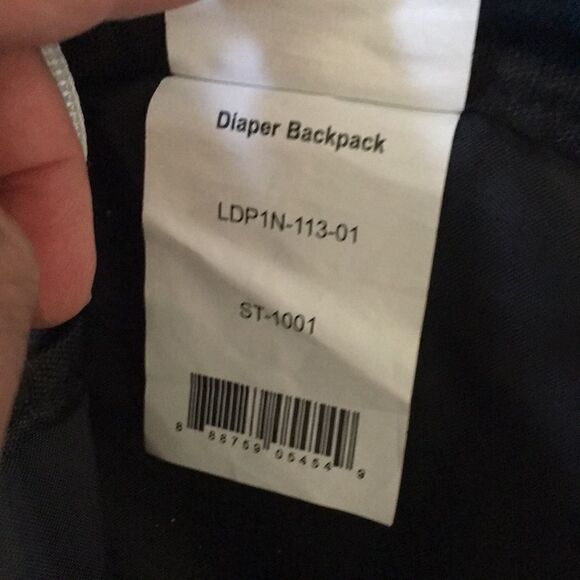 Diaper Backpack
LDP1N-113-01
ST-1001
8 88759 05454 9